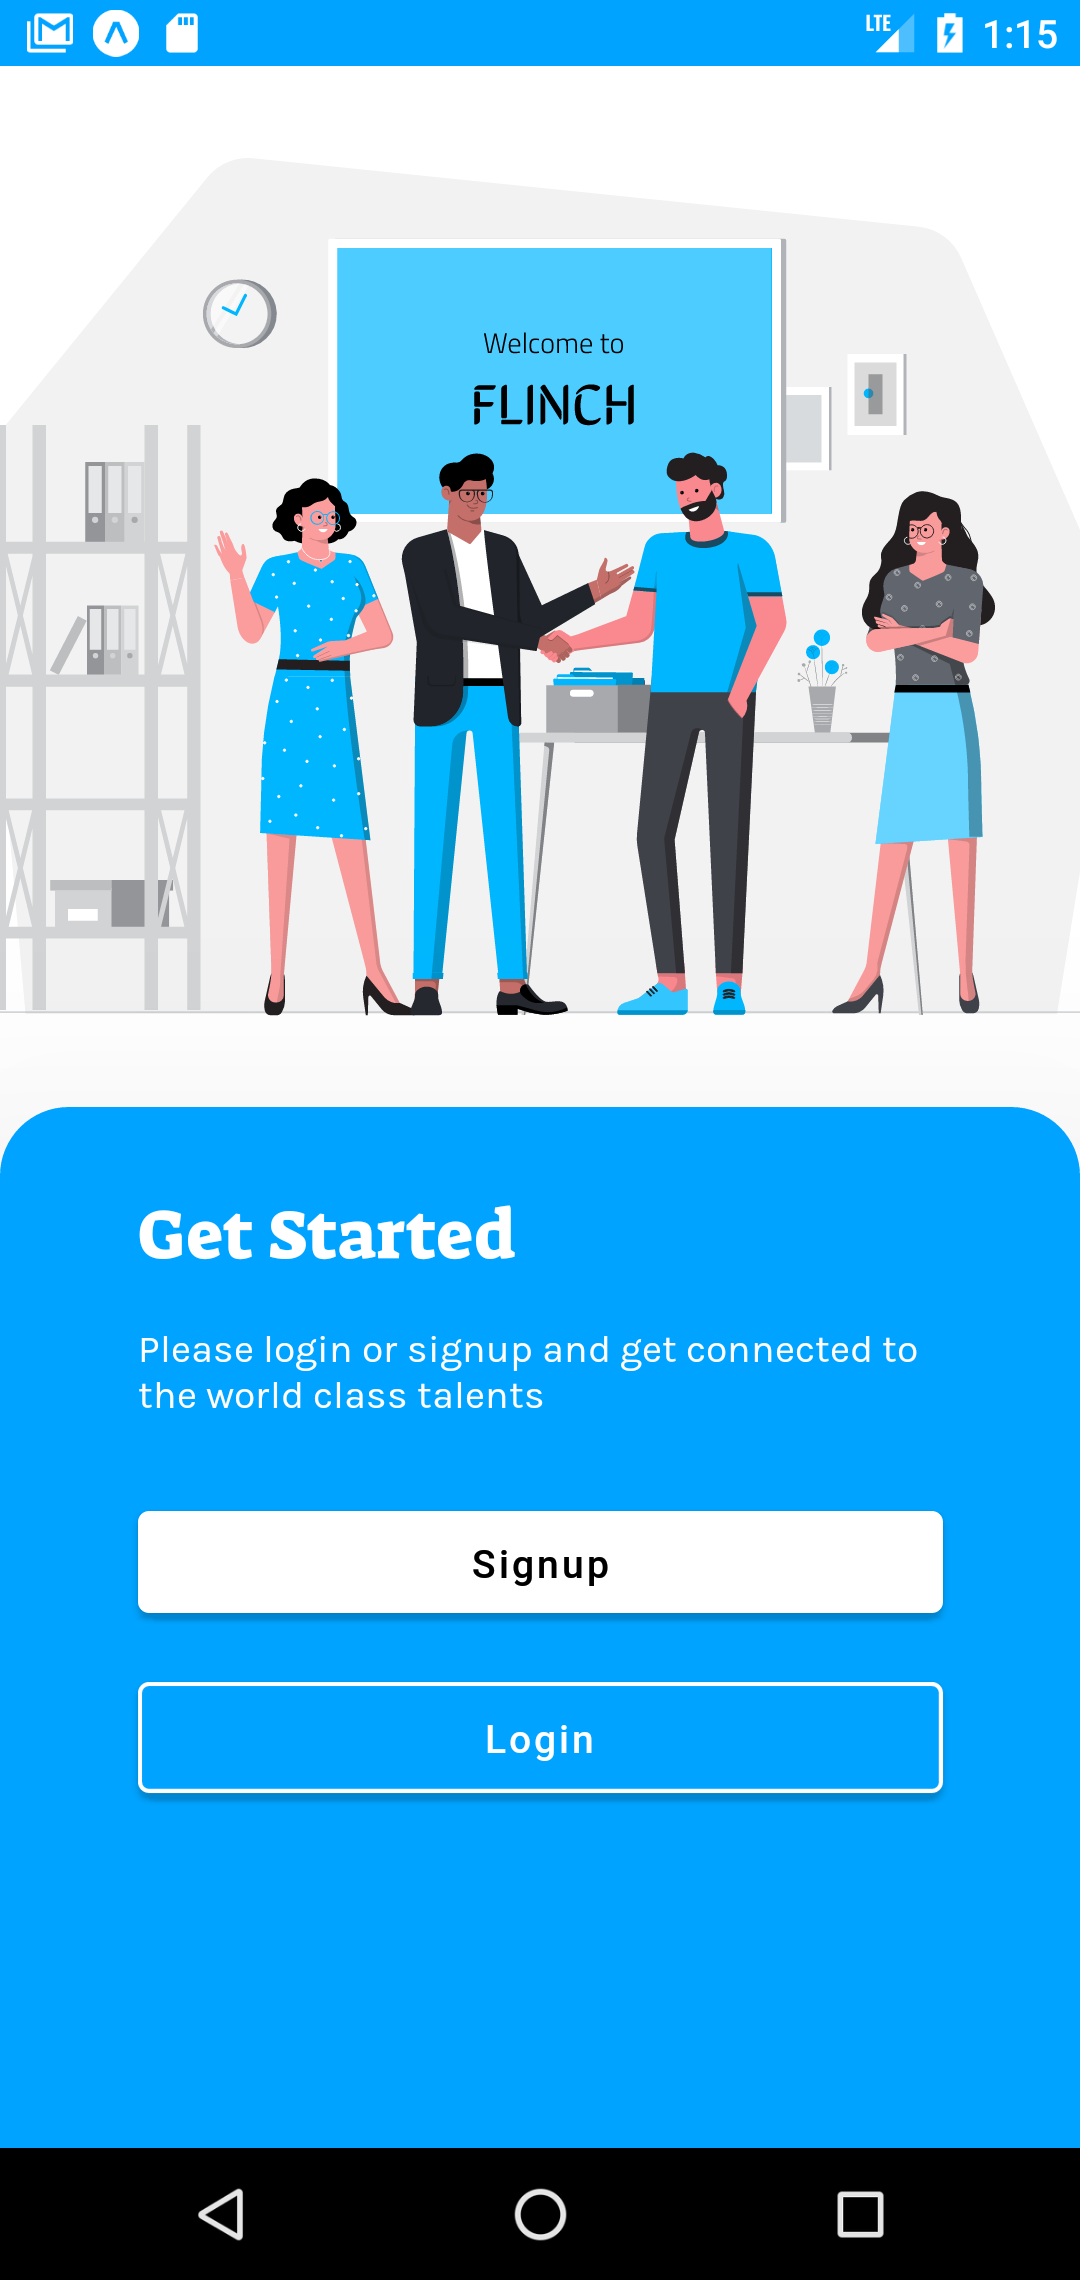 LTE 1:15
Welcome to
FLINCH
Get Started
Please login or signup and get connected to
the world class talents
Signup
Login